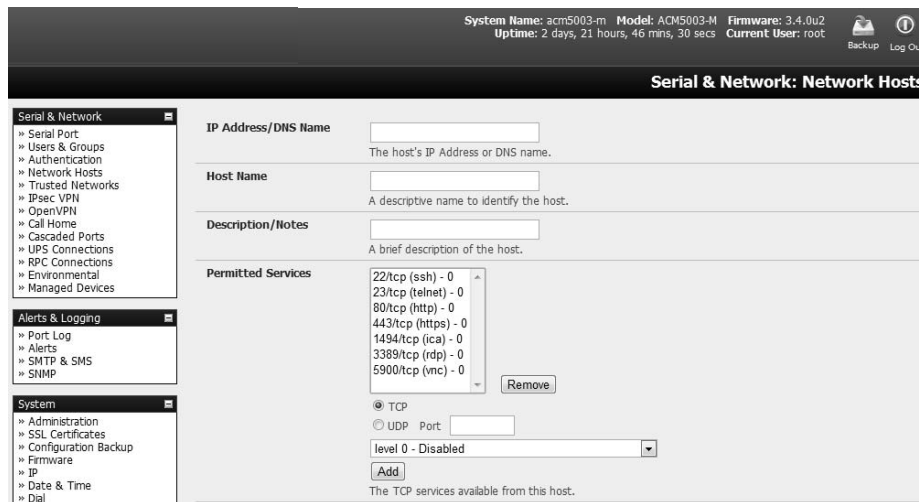 System Name: acm5003-m Model: ACM5003-M Firmware: 3.4.0u2
Uptime: 2 days, 21 hours, 46 mins, 30 secs Current User: root
Backup
Log Ou
Serial & Network: Network Hosts
Serial & Network
» Serial Port
» Users & Groups
» Authentication
» Network Hosts
» Trusted Networks
» IPsec VPN
» OpenVPN
» Call Home
» Cascaded Ports
» UPS Connections
» RPC Connections
» Environmental
» Managed Devices
Alerts & Logging
» Port Log
» Alerts
» SMTP & SMS
» SNMP
System
» Administration
» SSL Certificates
» Configuration Backup
» Firmware
» IP
» Date & Time
» Dial
IP Address/DNS Name
The host's IP Address or DNS name.
Host Name
A descriptive name to identify the host.
Description/Notes
A brief description of the host.
Permitted Services
22/tcp (ssh) - 0
23/tcp (telnet) - 0
80/tcp (http) - 0
443/tcp (https) - 0
1494/tcp (ica) - 0
3389/tcp (rdp) - 0
5900/tcp (vnc) - 0
Remove
TCP
UDP Port
level 0 - Disabled
Add
The TCP services available from this host.